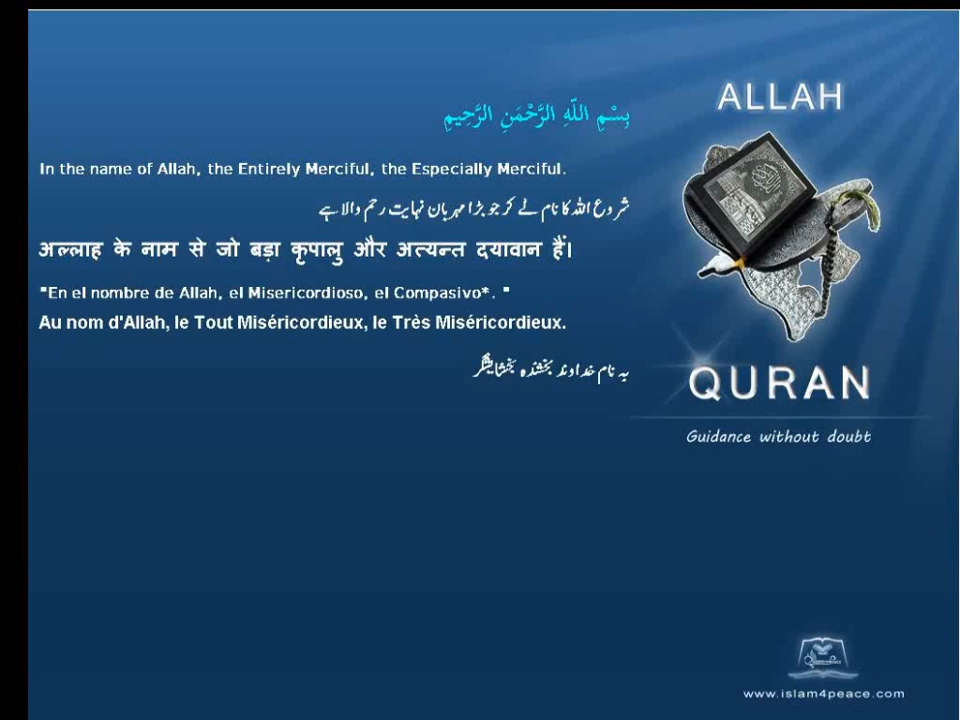 بِسْمِ اللَّهِ الرَّحْمَنِ الرَّحِيمِ
In the name of Allah, the Entirely Merciful, the Especially Merciful.
شروع اللہ کا نام لے کر جو بڑا مہربان نہایت رحم والا ہے
अल्लाह के नाम से जो बड़ा कृपालु और अत्यन्त दयावान हैं।
"En el nombre de Allah, el Misericordioso, el Compasivo*. "
Au nom d'Allah, le Tout Miséricordieux, le Très Miséricordieux.
به نام خداوند بخشنده بخشایشگر
ALLAH
QURAN
Guidance without doubt
www.islam4peace.com